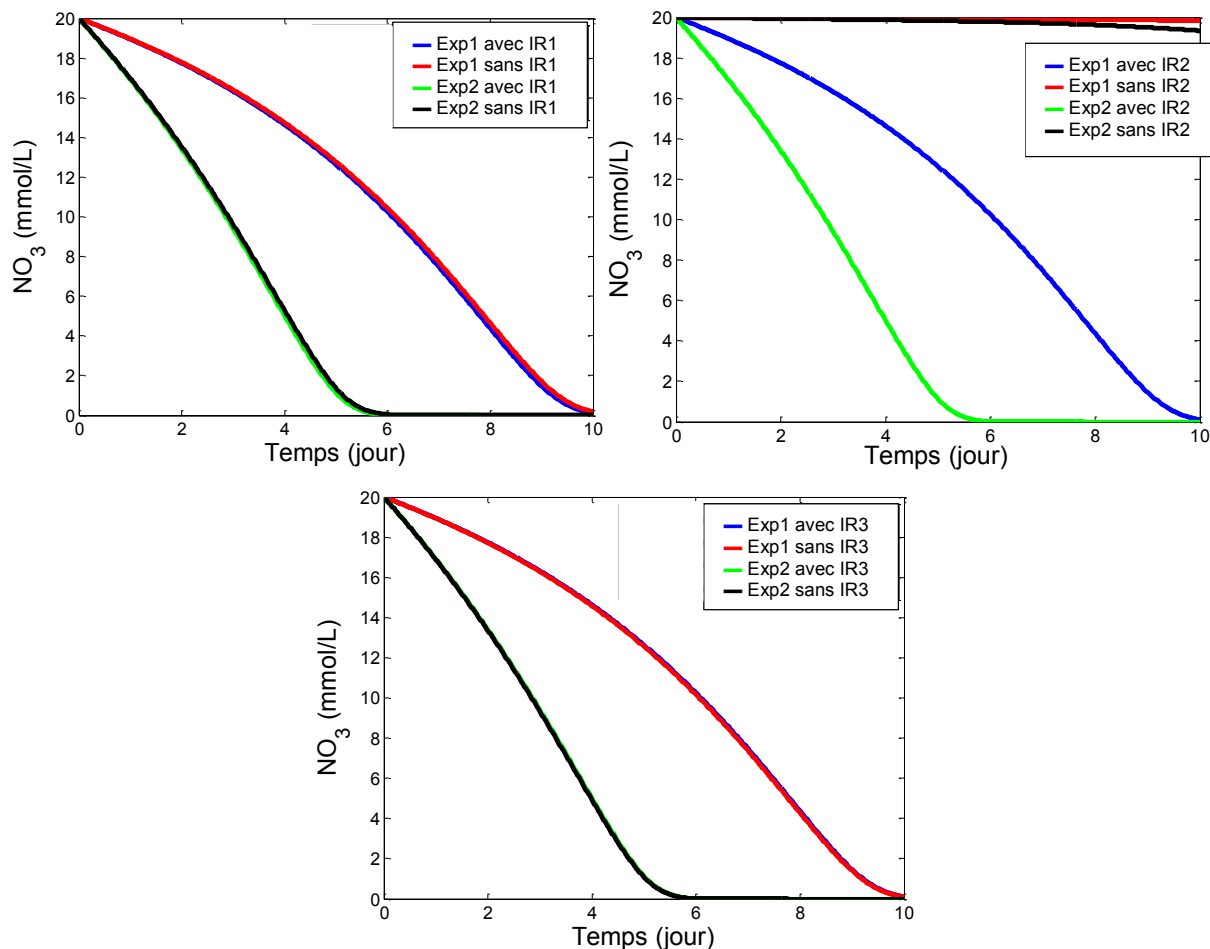 20
18
16
14
12
10
8
6
4
2
0
NO3 (mmol/L)
Exp1 avec IR1
Exp1 sans IR1
Exp2 avec IR1
Exp2 sans IR1
0 2 4 6 8 10
Temps (jour)
20
18
16
14
12
10
8
6
4
2
0
NO3 (mmol/L)
Exp1 avec IR2
Exp1 sans IR2
Exp2 avec IR2
Exp2 sans IR2
0 2 4 6 8 10
Temps (jour)
20
18
16
14
12
10
8
6
4
2
0
NO3 (mmol/L)
Exp1 avec IR3
Exp1 sans IR3
Exp2 avec IR3
Exp2 sans IR3
0 2 4 6 8 10
Temps (jour)